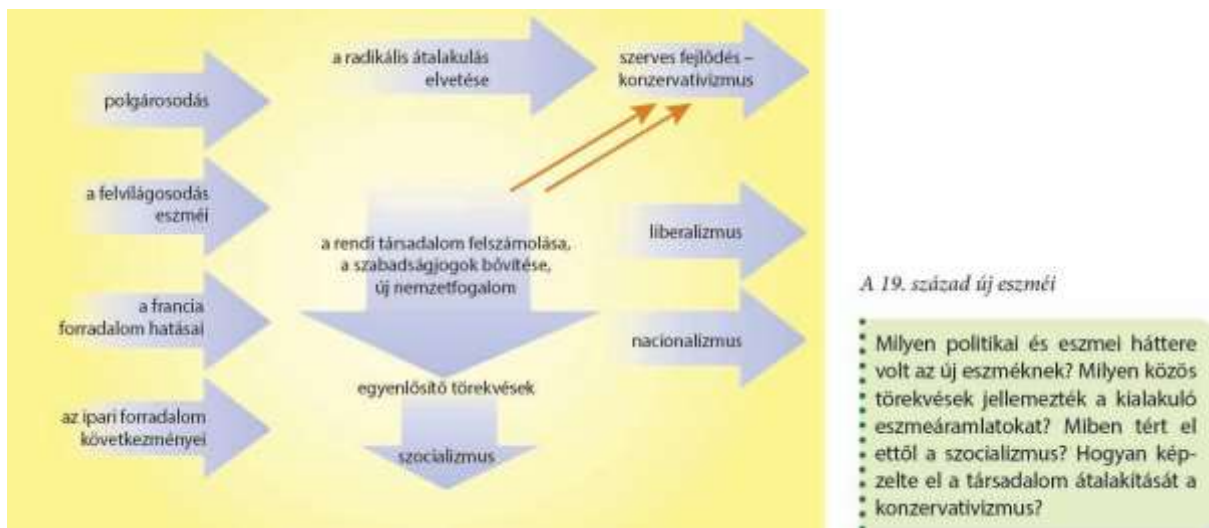 polgárosodás
a felvilágosodás
eszméi
a francia
forradalom hatásai
az ipari forradalom
következményei
a radikális átalakulás
elvetése
szerves fejlődés –
konzervativizmus
a rendi társadalom felszámolása,
a szabadságjogok bővítése,
új nemzetfogalom
liberalizmus
nacionalizmus
egyenlősítő törekvések
szocializmus
A 19. század új eszméi
Milyen politikai és eszmei háttere
volt az új eszméknek? Milyen közös
törekvések jellemezték a kialakuló
eszmeáramlatokat? Miben tért el
ettől a szocializmus? Hogyan kép-
zelte el a társadalom átalakítását a
konzervativizmus?